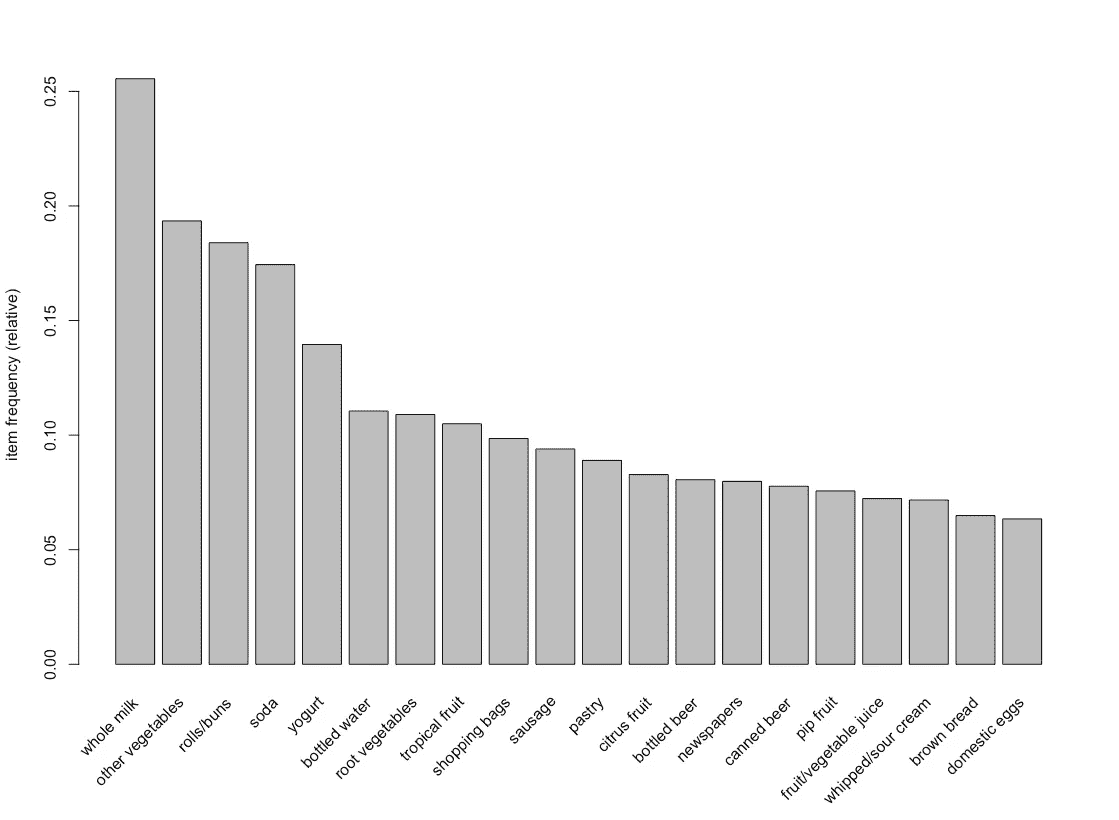 item frequency (relative)
0.25
0.20
0.15
0.10
0.05
0.00
whole milk
other vegetables
rolls/buns
soda
yogurt
bottled water
root vegetables
tropical fruit
shopping bags
sausage
pastry
citrus fruit
bottled beer
newspapers
canned beer
pip fruit
fruit/vegetable juice
whipped/sour cream
brown bread
domestic eggs